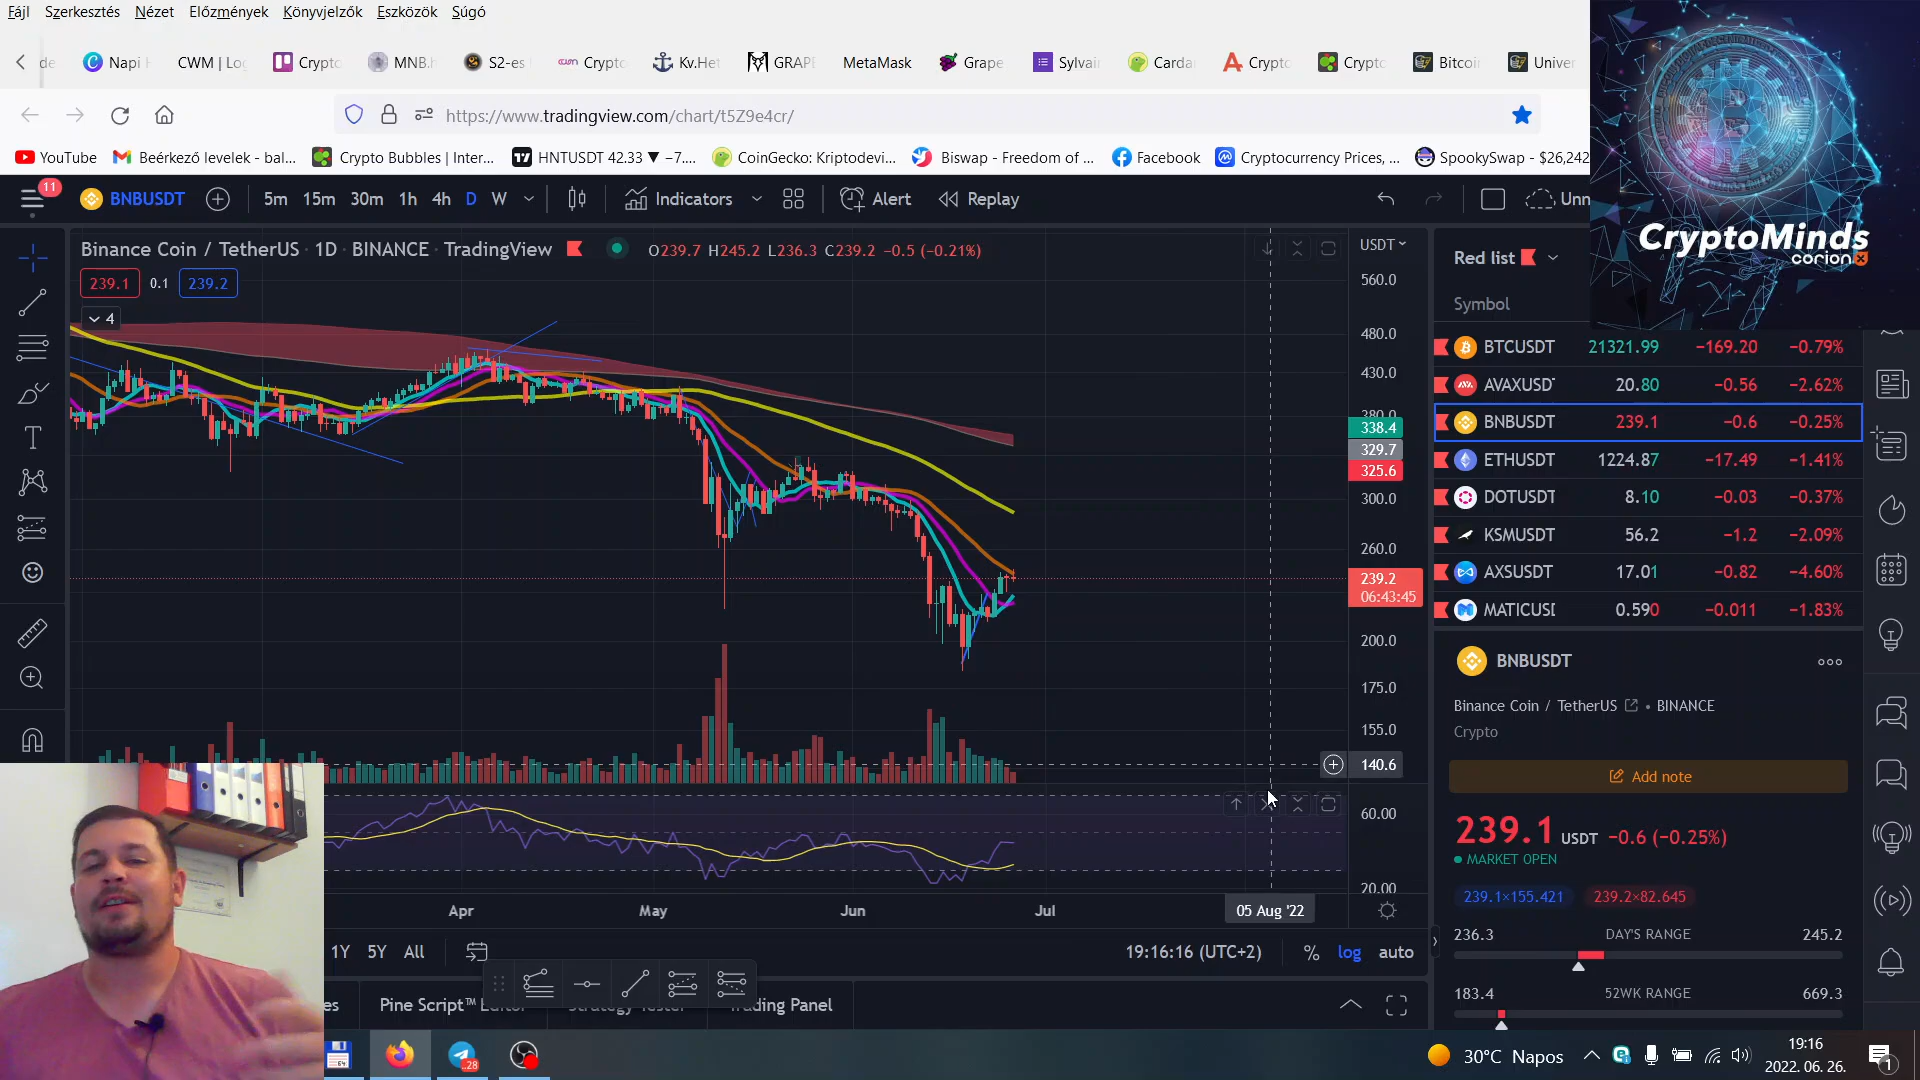 Fájl Szerkesztés Nézet Előzmények Könyvjelzők Eszközök Súgó
Napi CWM | Crypto MNB.h S2-es Crypto Kv.Het GRAPE MetaMask Grape Sylvain Cardar Crypto Crypto Bitcoi Univer
https://www.tradingview.com/chart/t5Z9e4cr/
YouTube Beérkező levelek - bal... Crypto Bubbles | Inter... HNTUSDT 42.33 ▼ −7.... CoinGecko: Kriptodevi... Biswap - Freedom of ... Facebook Cryptocurrency Prices, ... SpookySwap - $26,242
CryptoMinds
corion
11 BNBUSDT 5m 15m 30m 1h 4h D W Indicators Alert Replay Unn
Binance Coin / TetherUS · 1D · BINANCE · TradingView O239.7 H245.2 L236.3 C239.2 −0.5 (−0.21%)
239.1 0.1 239.2
4
USDT
560.0
480.0
430.0
380.0
338.4
329.7
325.6
300.0
260.0
239.2
06:43:45
200.0
175.0
155.0
140.6
60.00
20.00
Apr May Jun Jul 05 Aug '22
1Y 5Y All 19:16:16 (UTC+2) % log auto
es Pine Script™ Editor Strategy Tester Trading Panel
Red list
Symbol
BTCUSDT 21321.99 −169.20 −0.79%
AVAXUSDT 20.80 −0.56 −2.62%
BNBUSDT 239.1 −0.6 −0.25%
ETHUSDT 1224.87 −17.49 −1.41%
DOTUSDT 8.10 −0.03 −0.37%
KSMUSDT 56.2 −1.2 −2.09%
AXSUSDT 17.01 −0.82 −4.60%
MATICUSI 0.590 −0.011 −1.83%
BNBUSDT
Binance Coin / TetherUS • BINANCE
Crypto
Add note
239.1 USDT −0.6 (−0.25%)
MARKET OPEN
239.1×155.421 239.2×82.645
236.3 DAY'S RANGE 245.2
183.4 52WK RANGE 669.3
64 28 30°C Napos 19:16
2022. 06. 26. 1